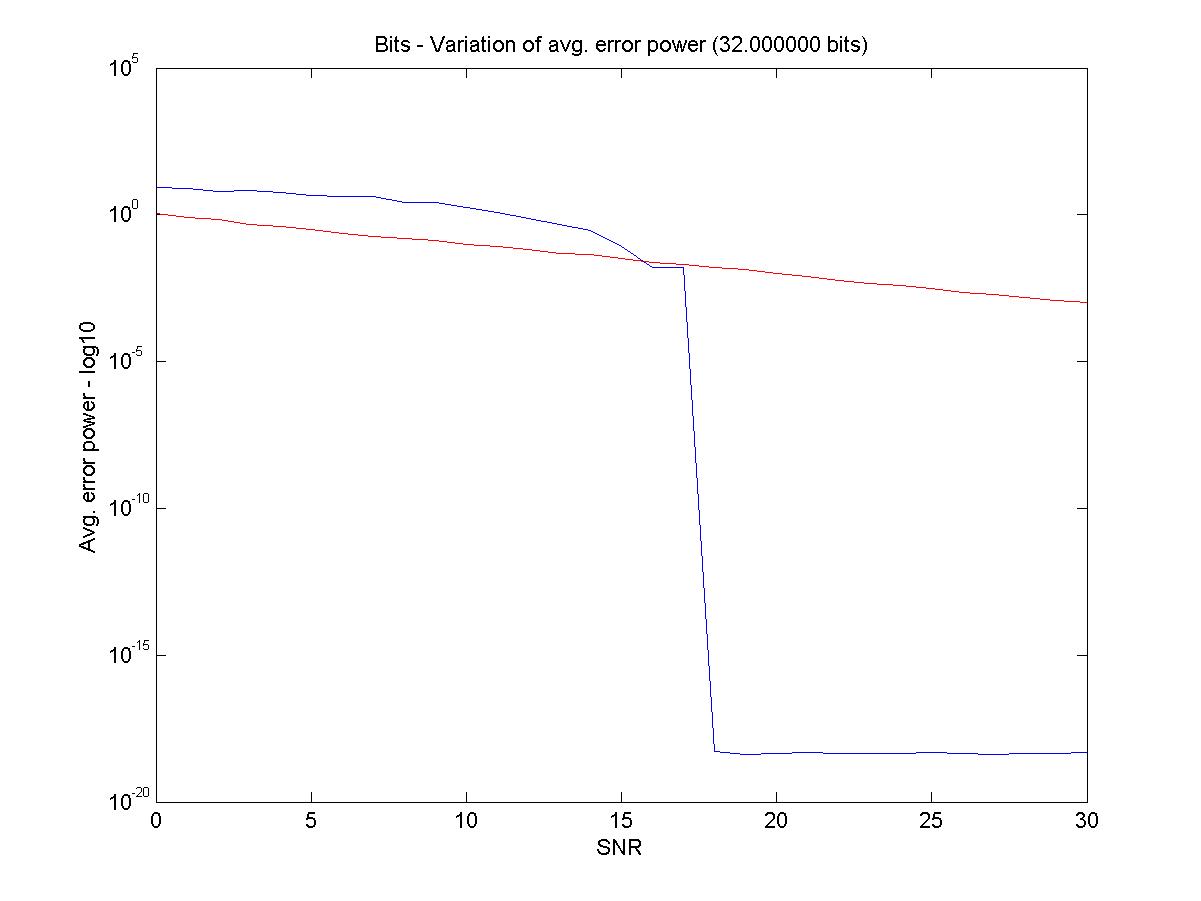 Bits - Variation of avg. error power (32.000000 bits)
10^5
10^0
10^-5
10^-10
10^-15
10^-20
Avg. error power - log10
0 5 10 15 20 25 30
SNR